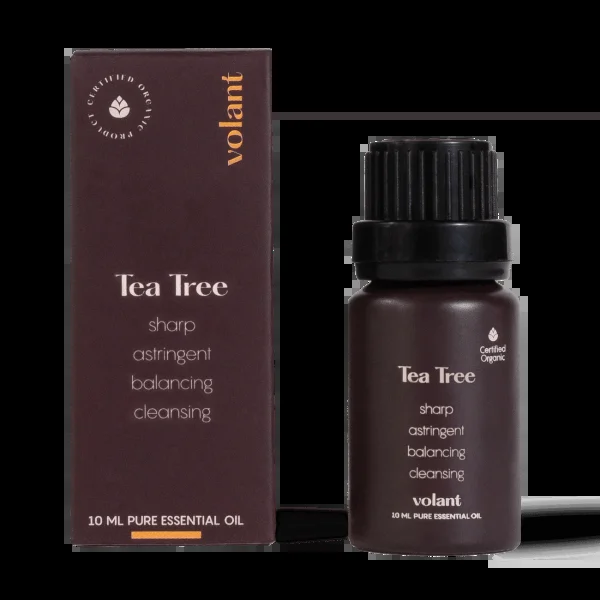 CERTIFIED ORGANIC PRODUCT
volant
Tea Tree
sharp
astringent
balancing
cleansing
10 ML PURE ESSENTIAL OIL
Certified
Organic
Tea Tree
sharp
astringent
balancing
cleansing
volant
10 ML PURE ESSENTIAL OIL